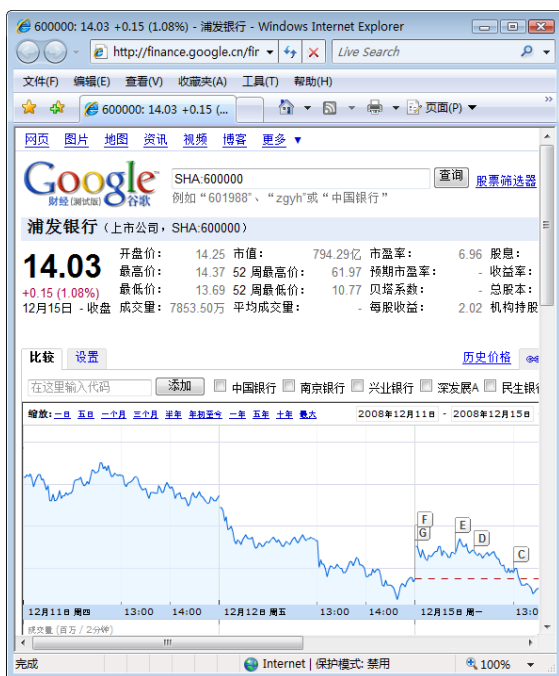 600000: 14.03 +0.15 (1.08%) - 浦发银行 - Windows Internet Explorer
http://finance.google.cn/fir
Live Search
文件(F) 编辑(E) 查看(V) 收藏夹(A) 工具(T) 帮助(H)
600000: 14.03 +0.15 (...
页面(P)
网页 图片 地图 资讯 视频 博客 更多 ▼
Google
财经(测试版) 谷歌
SHA:600000
查询 股票筛选器
例如“601988”、“zgyh”或“中国银行”
浦发银行 (上市公司，SHA:600000)
14.03
+0.15 (1.08%)
12月15日 - 收盘
开盘价: 14.25 市值: 794.29亿 市盈率: 6.96 股息:
最高价: 14.37 52 周最高价: 61.97 预期市盈率: - 收益率:
最低价: 13.69 52 周最低价: 10.77 贝塔系数: - 总股本:
成交量: 7853.50万 平均成交量: - 每股收益: 2.02 机构持股
比较 设置 历史价格
在这里输入代码 添加 中国银行 南京银行 兴业银行 深发展A 民生银
缩放: 一日 五日 一个月 三个月 半年 年初至今 一年 五年 十年 最大 2008年12月11日 - 2008年12月15日
F
G
E
D
C
12月11日 周四 13:00 14:00 12月12日 周五 13:00 14:00 12月15日 周一 13:0
成交量 (百万 / 2分钟)
完成 Internet | 保护模式: 禁用 100%